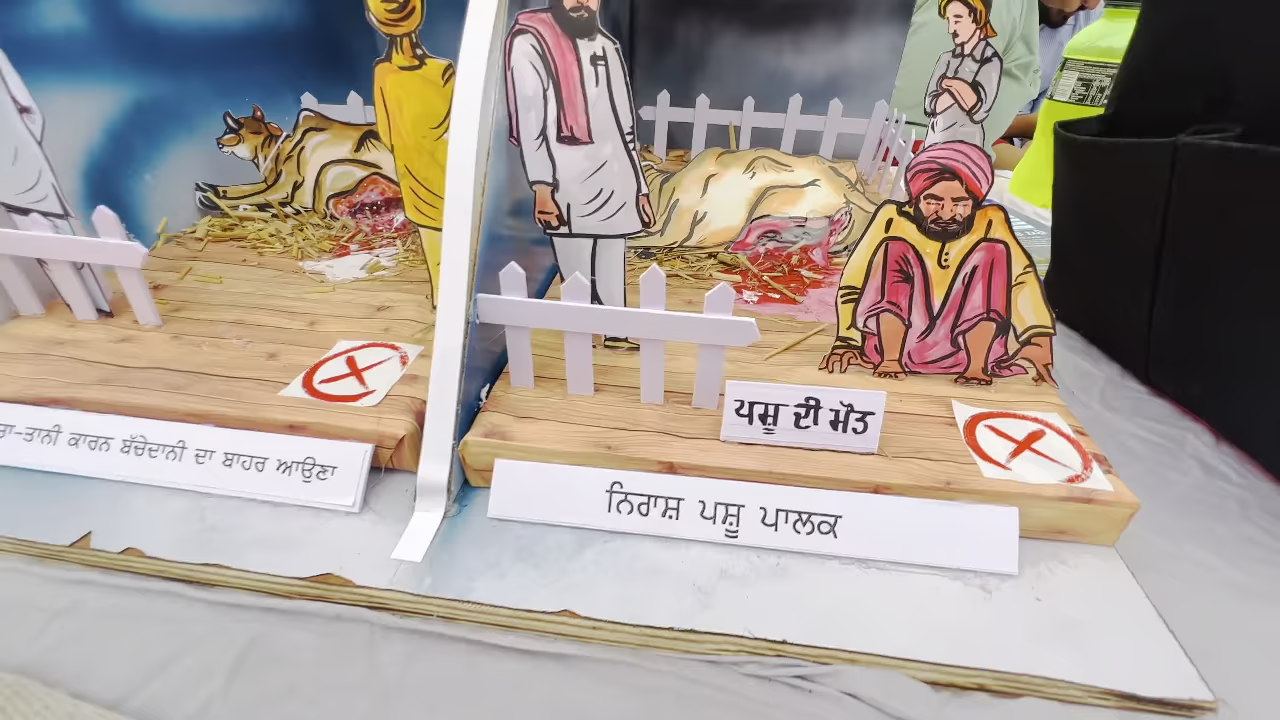 ਤਾਨੀ ਕਾਰਨ ਬੱਚੇਦਾਨੀ ਦਾ ਬਾਹਰ ਆਉਣਾ
ਪਸ਼ੂ ਦੀ ਮੌਤ
ਨਿਰਾਸ਼ ਪਸ਼ੂ ਪਾਲਕ